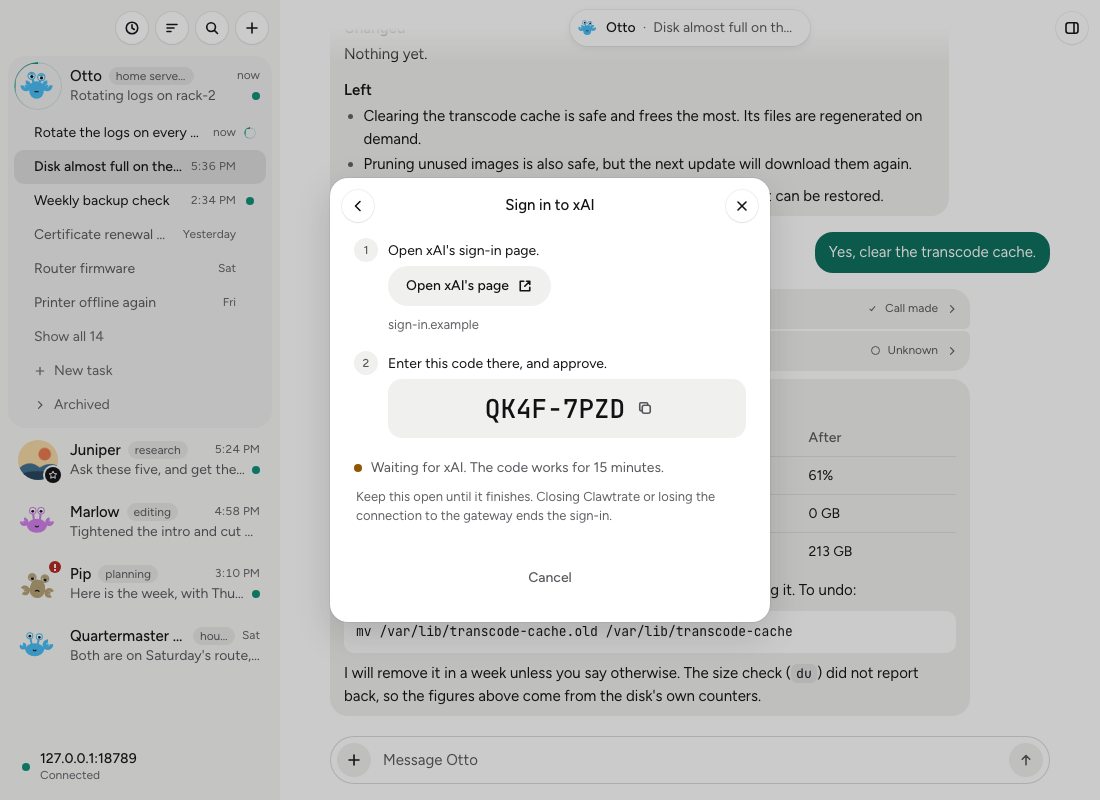 Otto home serve... now
Rotating logs on rack-2
Rotate the logs on every ... now
Disk almost full on the... 5:36 PM
Weekly backup check 2:34 PM
Certificate renewal ... Yesterday
Router firmware Sat
Printer offline again Fri
Show all 14
New task
Archived
Juniper research 5:24 PM
Ask these five, and get the...
Marlow editing 4:58 PM
Tightened the intro and cut ...
Pip planning 3:10 PM
Here is the week, with Thu...
Quartermaster ... hou... Sat
Both are on Saturday's route,...
127.0.0.1:18789
Connected
Otto · Disk almost full on th...
Changed
Nothing yet.
Left
Clearing the transcode cache is safe and frees the most. Its files are regenerated on
demand.
Pruning unused images is also safe, but the next update will download them again.
can be restored.
Yes, clear the transcode cache.
Call made
Unknown
After
61%
0 GB
213 GB
it. To undo:
mv /var/lib/transcode-cache.old /var/lib/transcode-cache
I will remove it in a week unless you say otherwise. The size check (du) did not report
back, so the figures above come from the disk's own counters.
Message Otto
Sign in to xAI
1 Open xAI's sign-in page.
Open xAI's page
sign-in.example
2 Enter this code there, and approve.
QK4F-7PZD
Waiting for xAI. The code works for 15 minutes.
Keep this open until it finishes. Closing Clawtrate or losing the
connection to the gateway ends the sign-in.
Cancel